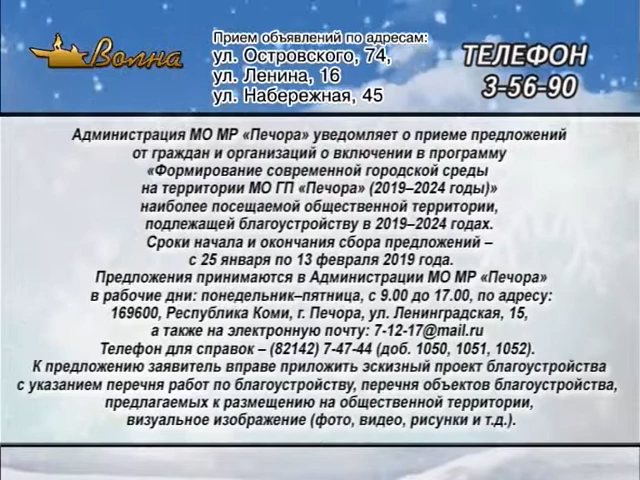 Волна
Прием объявлений по адресам:
ул. Островского, 74,
ул. Ленина, 16
ул. Набережная, 45
ТЕЛЕФОН
3-56-90
Администрация МО МР «Печора» уведомляет о приеме предложений
от граждан и организаций о включении в программу
«Формирование современной городской среды
на территории МО ГП «Печора» (2019–2024 годы)»
наиболее посещаемой общественной территории,
подлежащей благоустройству в 2019–2024 годах.
Сроки начала и окончания сбора предложений –
с 25 января по 13 февраля 2019 года.
Предложения принимаются в Администрации МО МР «Печора»
в рабочие дни: понедельник–пятница, с 9.00 до 17.00, по адресу:
169600, Республика Коми, г. Печора, ул. Ленинградская, 15,
а также на электронную почту: 7-12-17@mail.ru
Телефон для справок – (82142) 7-47-44 (доб. 1050, 1051, 1052).
К предложению заявитель вправе приложить эскизный проект благоустройства
с указанием перечня работ по благоустройству, перечня объектов благоустройства,
предлагаемых к размещению на общественной территории,
визуальное изображение (фото, видео, рисунки и т.д.).